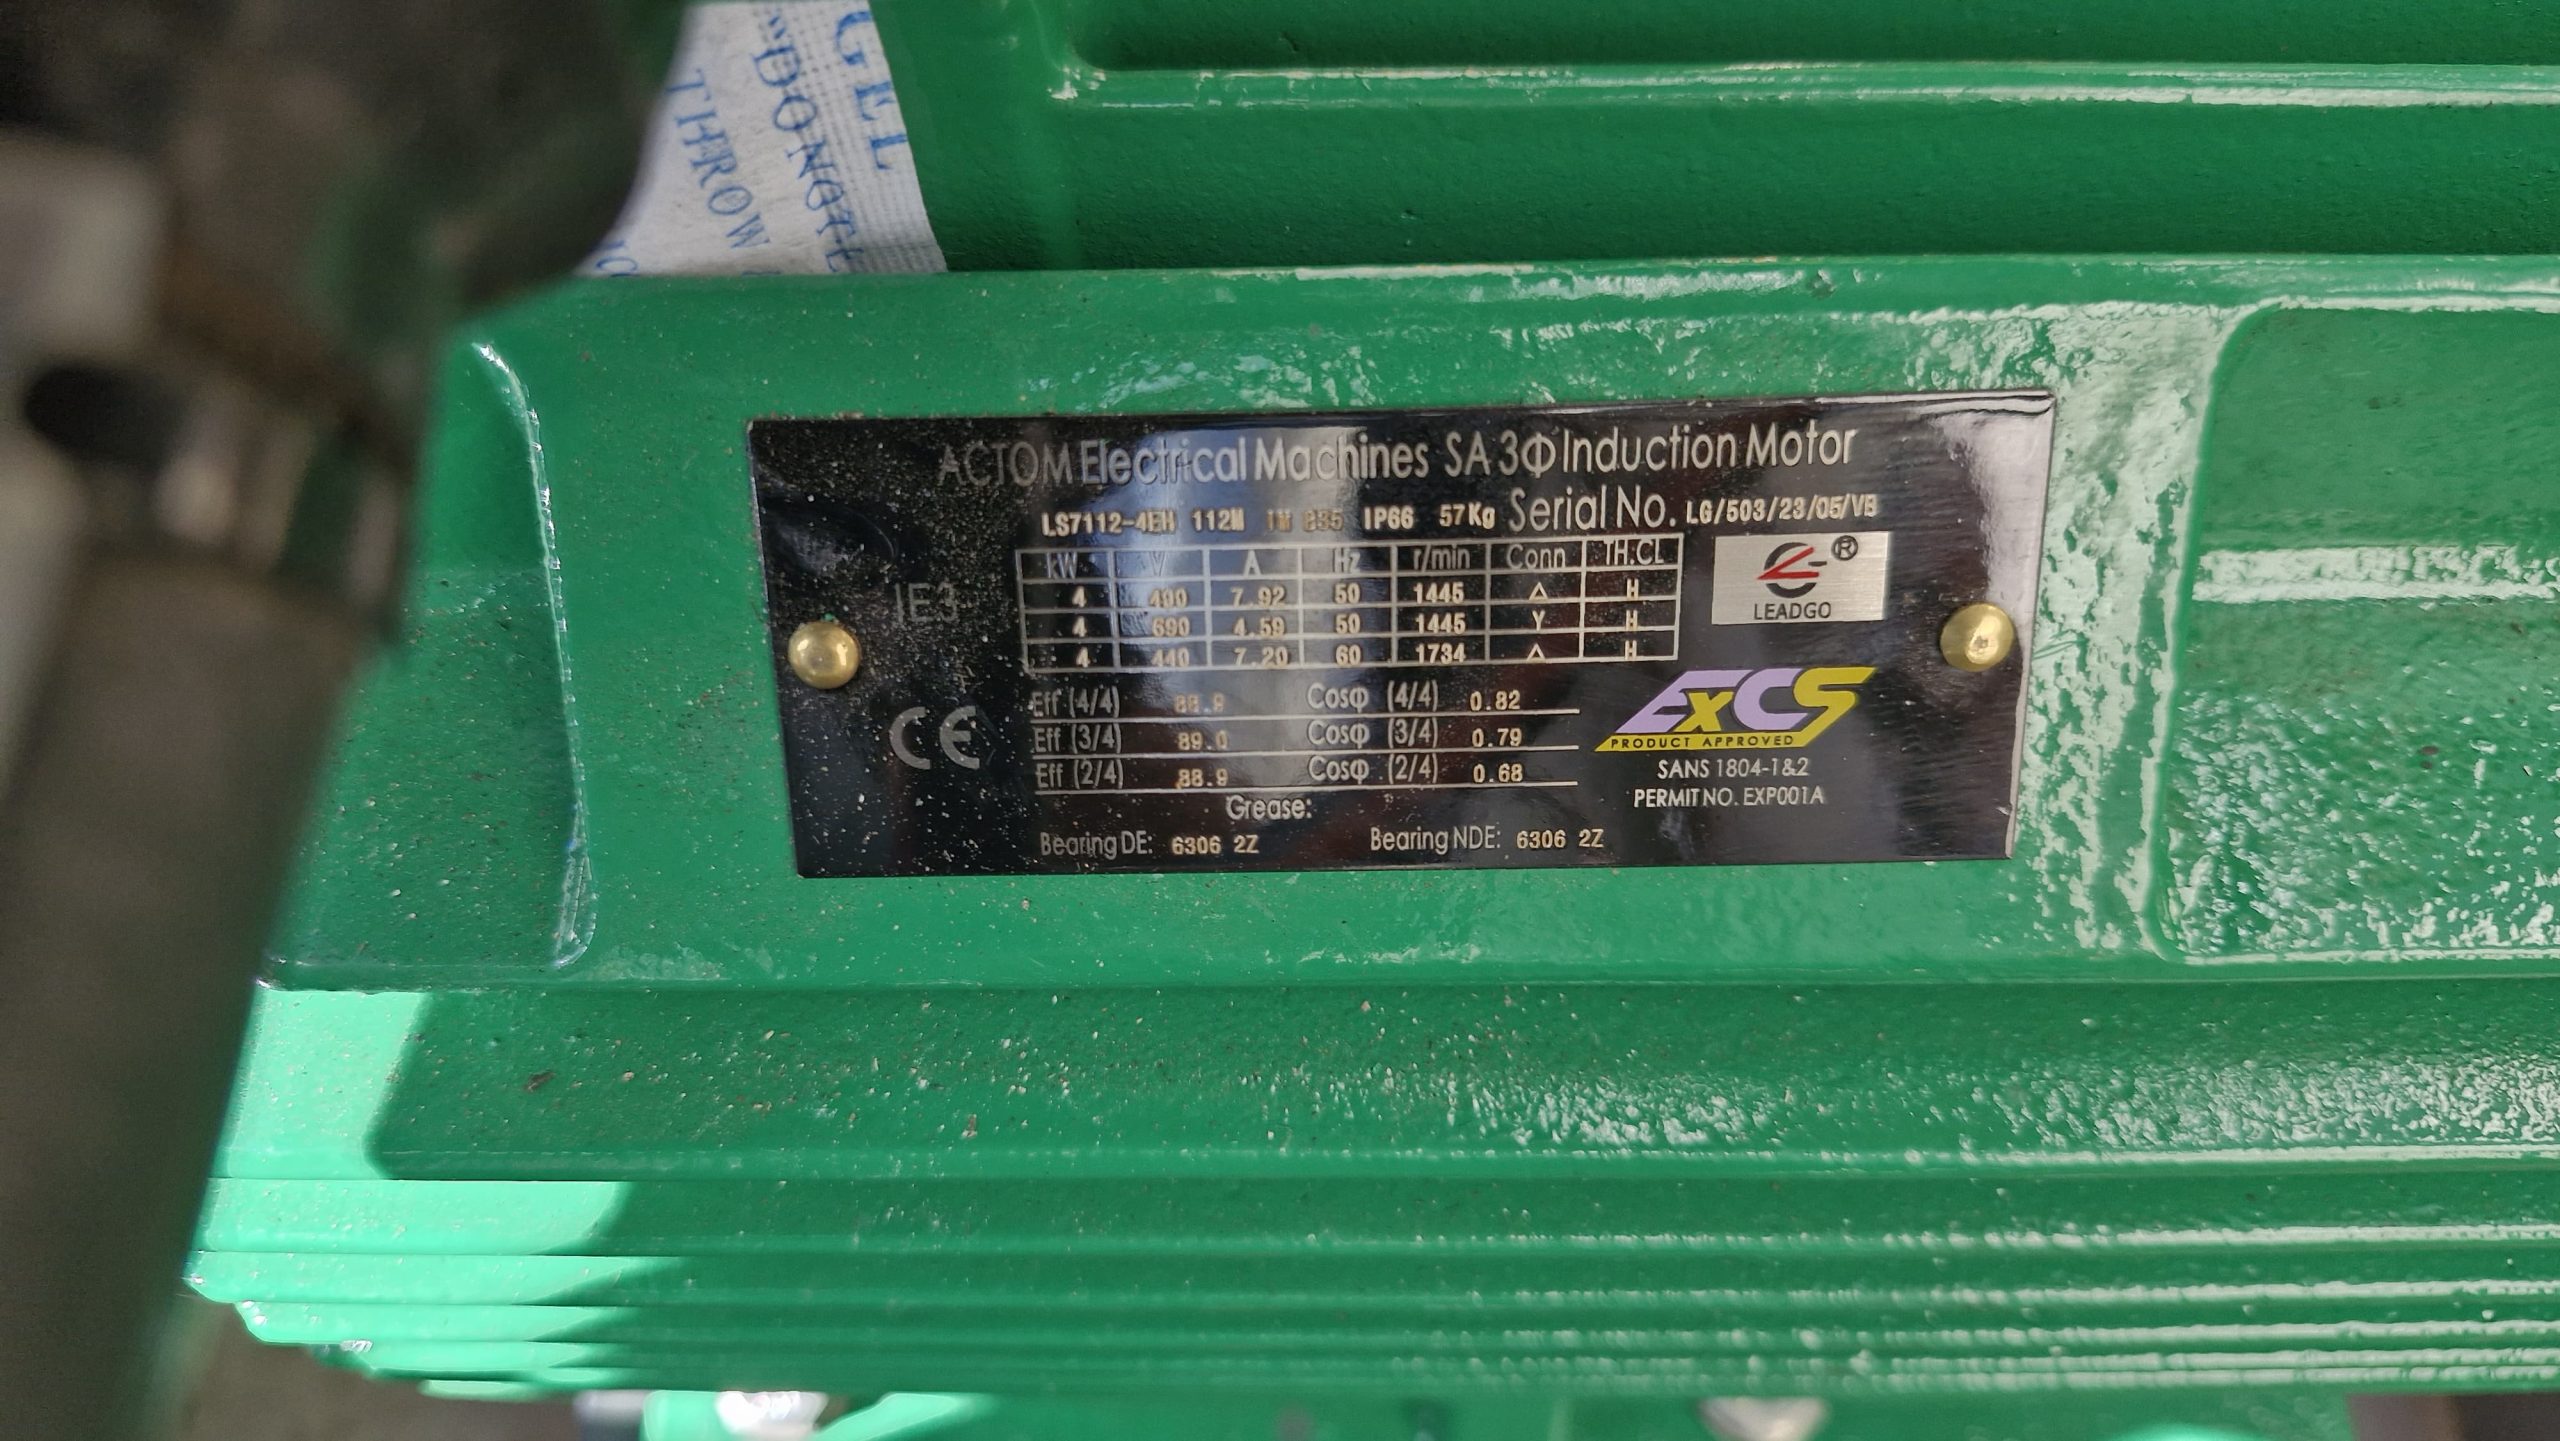 GEL
DO NOT E
THROW
ACTOM Electrical Machines SA 3Φ Induction Motor
LS7112-4EH 112M IM B35 IP66 57Kg Serial No. LG/503/23/05/VB
kW V A Hz r/min Conn TH.CL
4 400 7.92 50 1445 Δ H
4 690 4.59 50 1445 Y H
4 440 7.20 60 1734 Δ H
® LEADGO
IE3
CE
Eff (4/4) 88.9 Cosφ (4/4) 0.82
Eff (3/4) 89.0 Cosφ (3/4) 0.79
Eff (2/4) 88.9 Cosφ (2/4) 0.68
ExCS
PRODUCT APPROVED
SANS 1804-1&2
PERMIT NO. EXP001A
Grease:
Bearing DE: 6306 2Z Bearing NDE: 6306 2Z